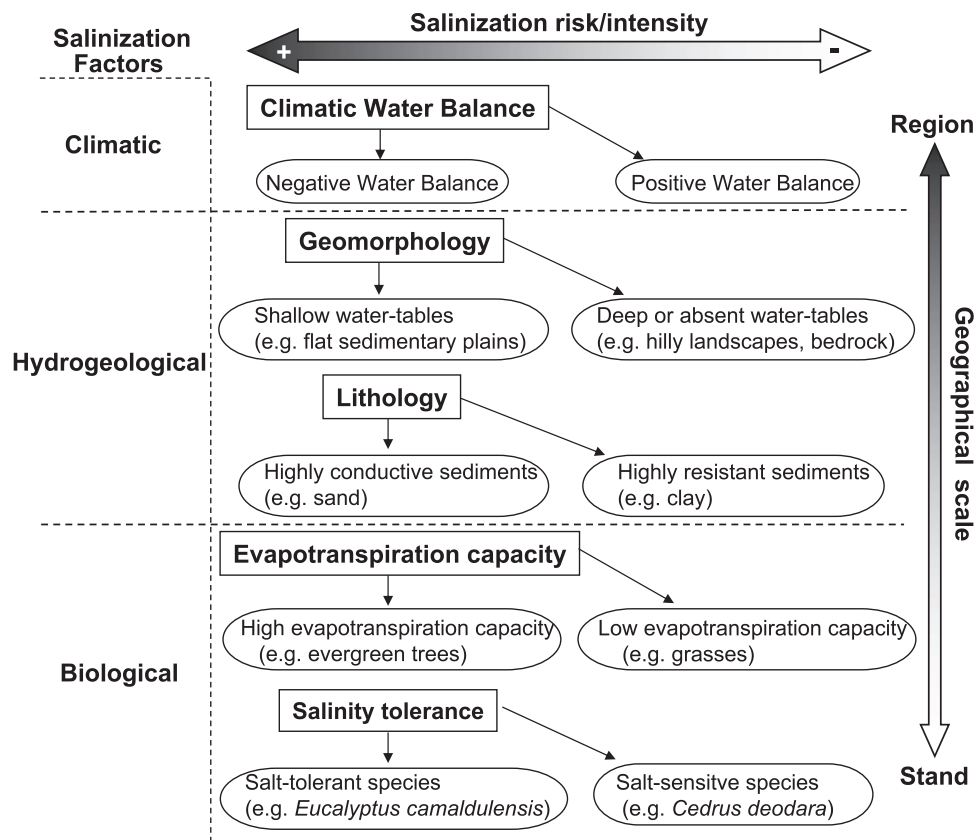 Salinization risk/intensity
Salinization
Factors
+
-
Climatic
Climatic Water Balance
Negative Water Balance
Positive Water Balance
Region
Hydrogeological
Geomorphology
Shallow water-tables
(e.g. flat sedimentary plains)
Deep or absent water-tables
(e.g. hilly landscapes, bedrock)
Lithology
Highly conductive sediments
(e.g. sand)
Highly resistant sediments
(e.g. clay)
Geographical scale
Biological
Evapotranspiration capacity
High evapotranspiration capacity
(e.g. evergreen trees)
Low evapotranspiration capacity
(e.g. grasses)
Salinity tolerance
Salt-tolerant species
(e.g. Eucalyptus camaldulensis)
Salt-sensitve species
(e.g. Cedrus deodara)
Stand